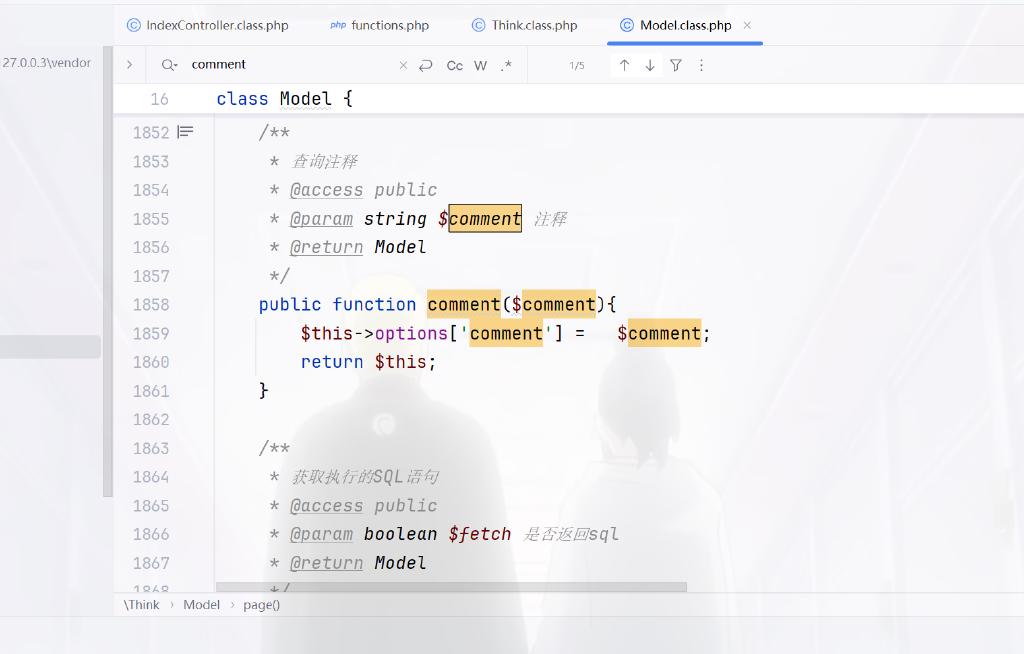 IndexController.class.php functions.php Think.class.php Model.class.php
27.0.0.3\vendor
comment Cc W .* 1/5
16 class Model {
1852 /**
1853 * 查询注释
1854 * @access public
1855 * @param string $comment 注释
1856 * @return Model
1857 */
1858 public function comment($comment){
1859 $this->options['comment'] = $comment;
1860 return $this;
1861 }
1862
1863 /**
1864 * 获取执行的SQL语句
1865 * @access public
1866 * @param boolean $fetch 是否返回sql
1867 * @return Model
1868 */
\Think › Model › page()